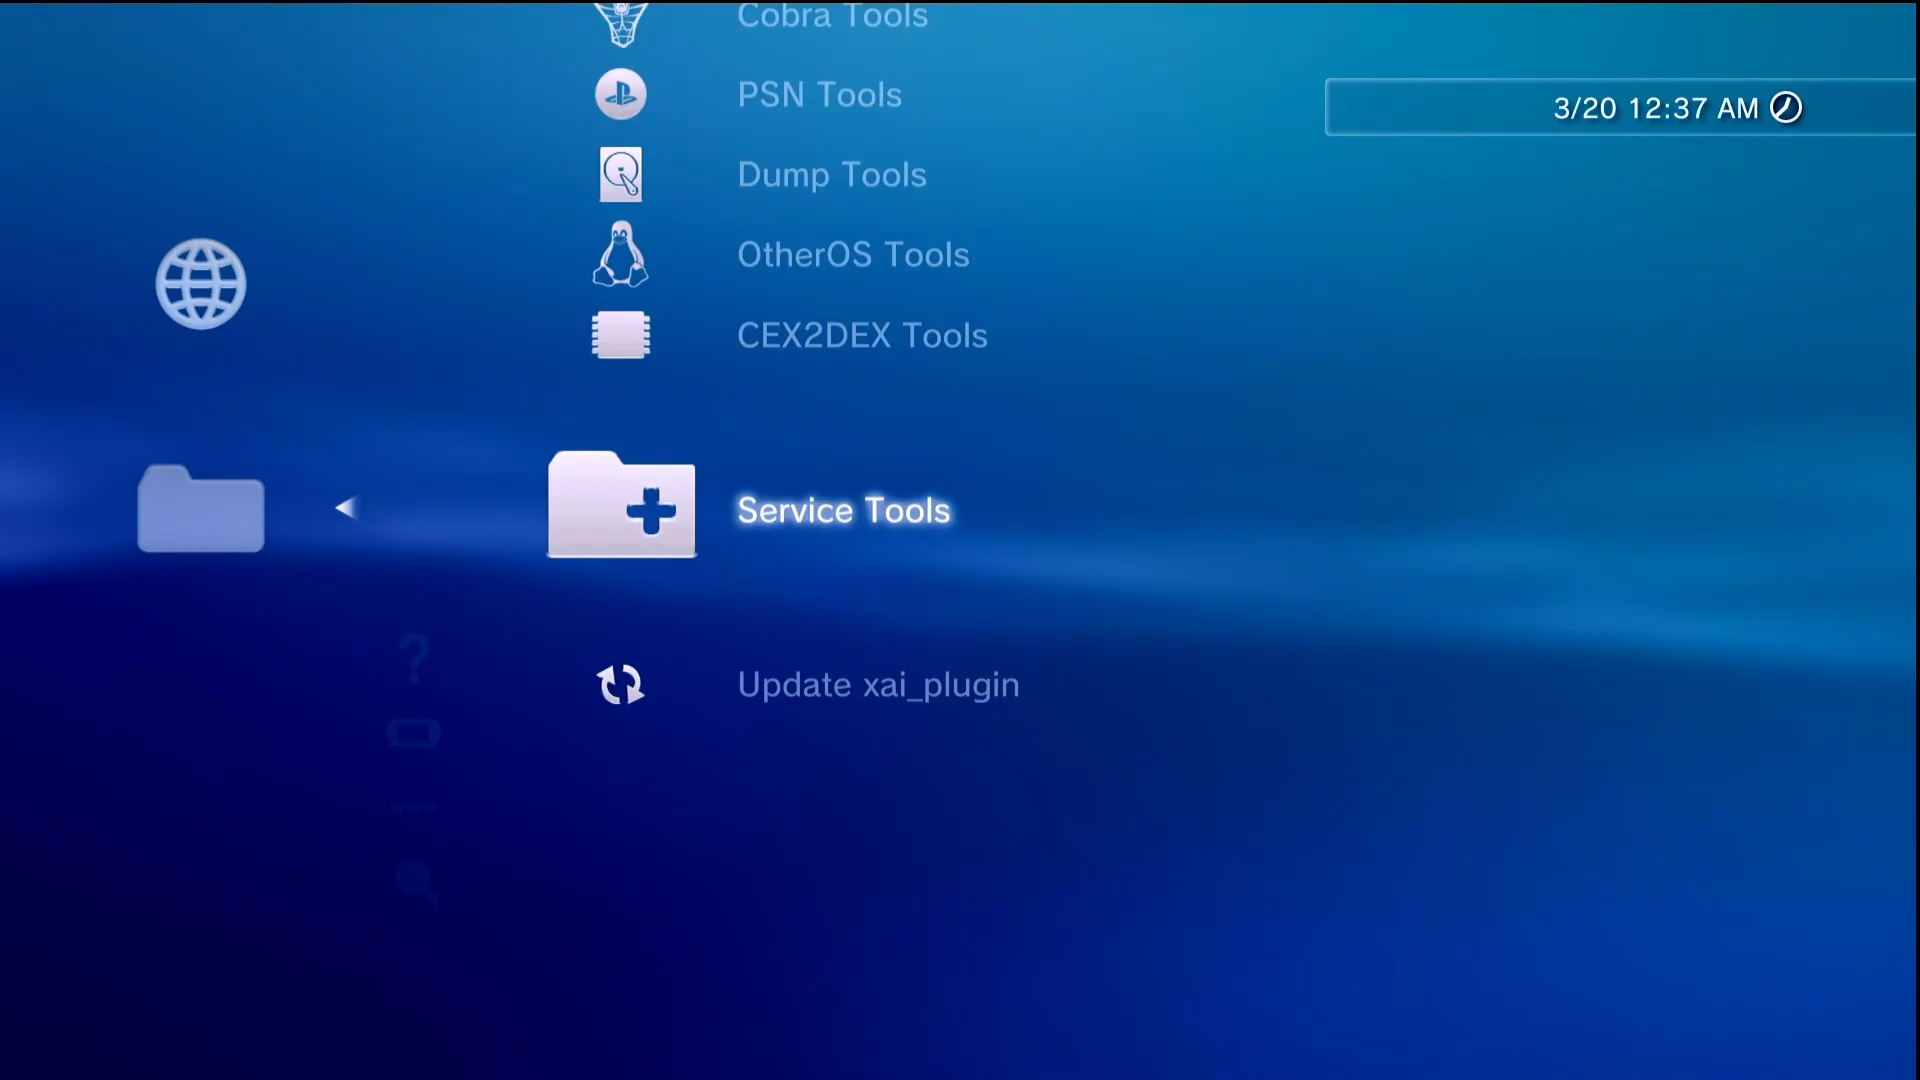 Cobra Tools
PSN Tools
3/20 12:37 AM
Dump Tools
OtherOS Tools
CEX2DEX Tools
Service Tools
Update xai_plugin
www